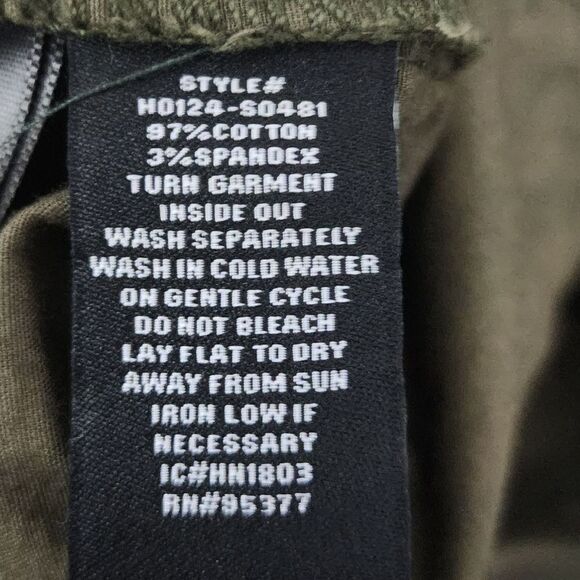 STYLE#
H0124-S0481
97%COTTON
3%SPANDEX
TURN GARMENT
INSIDE OUT
WASH SEPARATELY
WASH IN COLD WATER
ON GENTLE CYCLE
DO NOT BLEACH
LAY FLAT TO DRY
AWAY FROM SUN
IRON LOW IF
NECESSARY
IC#HN1803
RN#95377